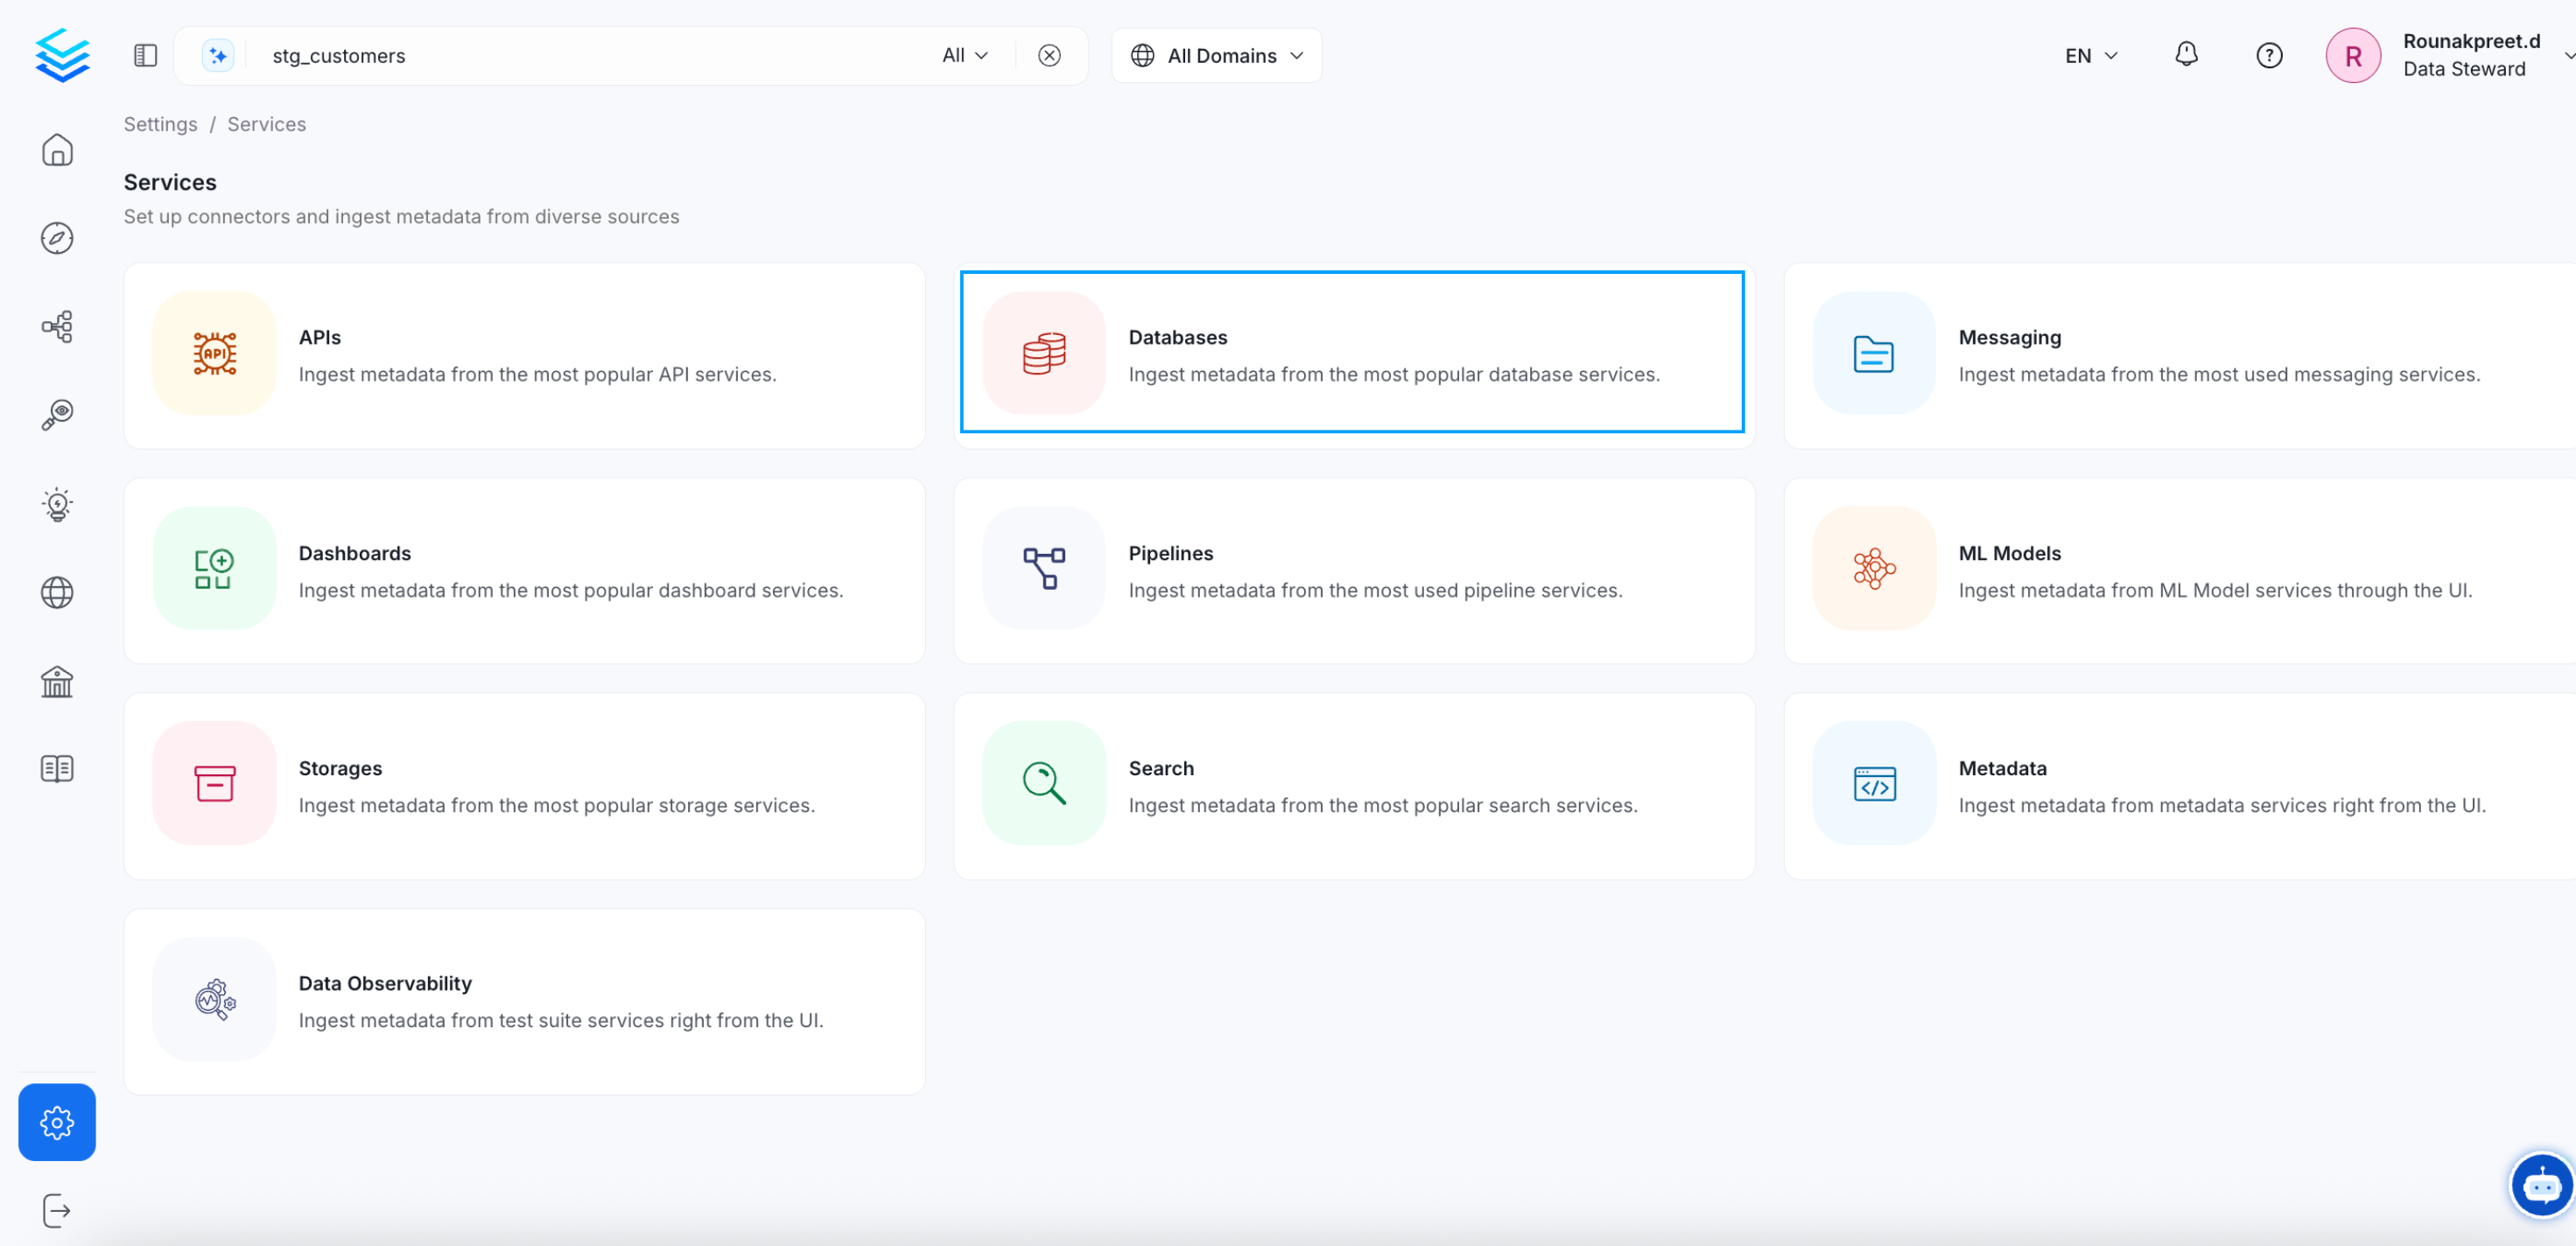 stg_customers
All
All Domains
EN
R
Rounakpreet.d
Data Steward
Settings / Services
Services
Set up connectors and ingest metadata from diverse sources
API
APIs
Ingest metadata from the most popular API services.
Databases
Ingest metadata from the most popular database services.
Messaging
Ingest metadata from the most used messaging services.
Dashboards
Ingest metadata from the most popular dashboard services.
Pipelines
Ingest metadata from the most used pipeline services.
ML Models
Ingest metadata from ML Model services through the UI.
Storages
Ingest metadata from the most popular storage services.
Search
Ingest metadata from the most popular search services.
Metadata
Ingest metadata from metadata services right from the UI.
Data Observability
Ingest metadata from test suite services right from the UI.